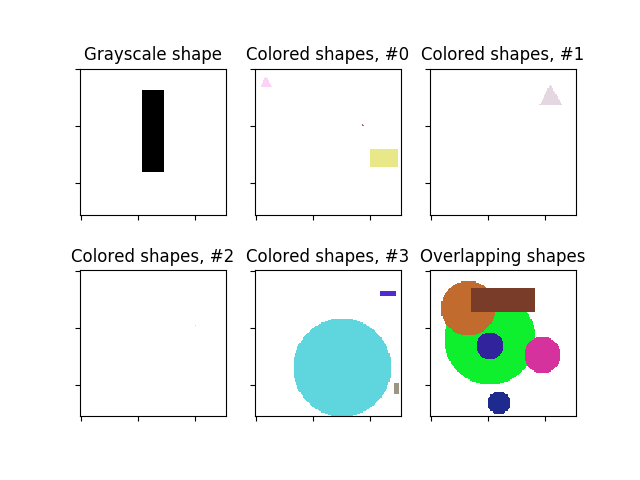 Grayscale shape
Colored shapes, #0
Colored shapes, #1
Colored shapes, #2
Colored shapes, #3
Overlapping shapes